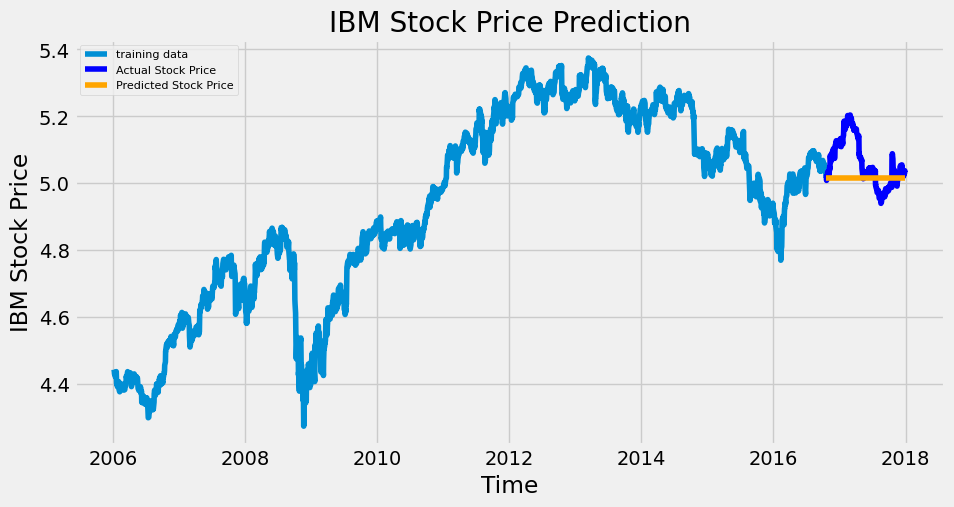 IBM Stock Price Prediction
training data
Actual Stock Price
Predicted Stock Price
5.4
5.2
5.0
4.8
4.6
4.4
IBM Stock Price
2006 2008 2010 2012 2014 2016 2018
Time